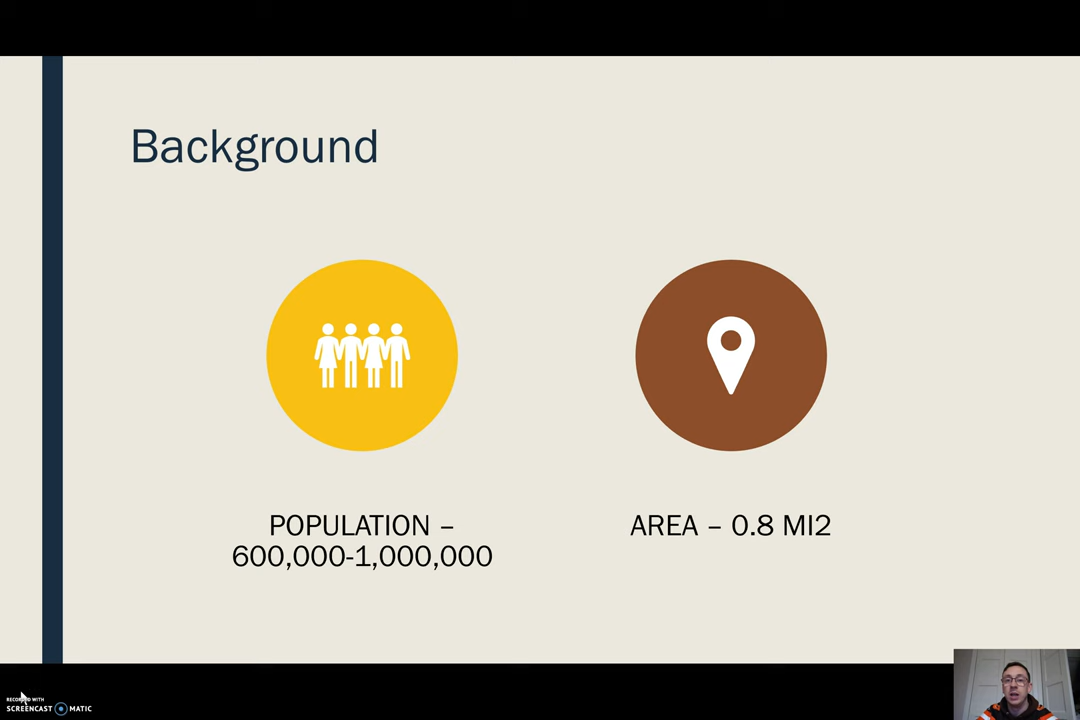 Background
POPULATION –
600,000-1,000,000
AREA – 0.8 MI2
RECORDED WITH
SCREENCAST MATIC